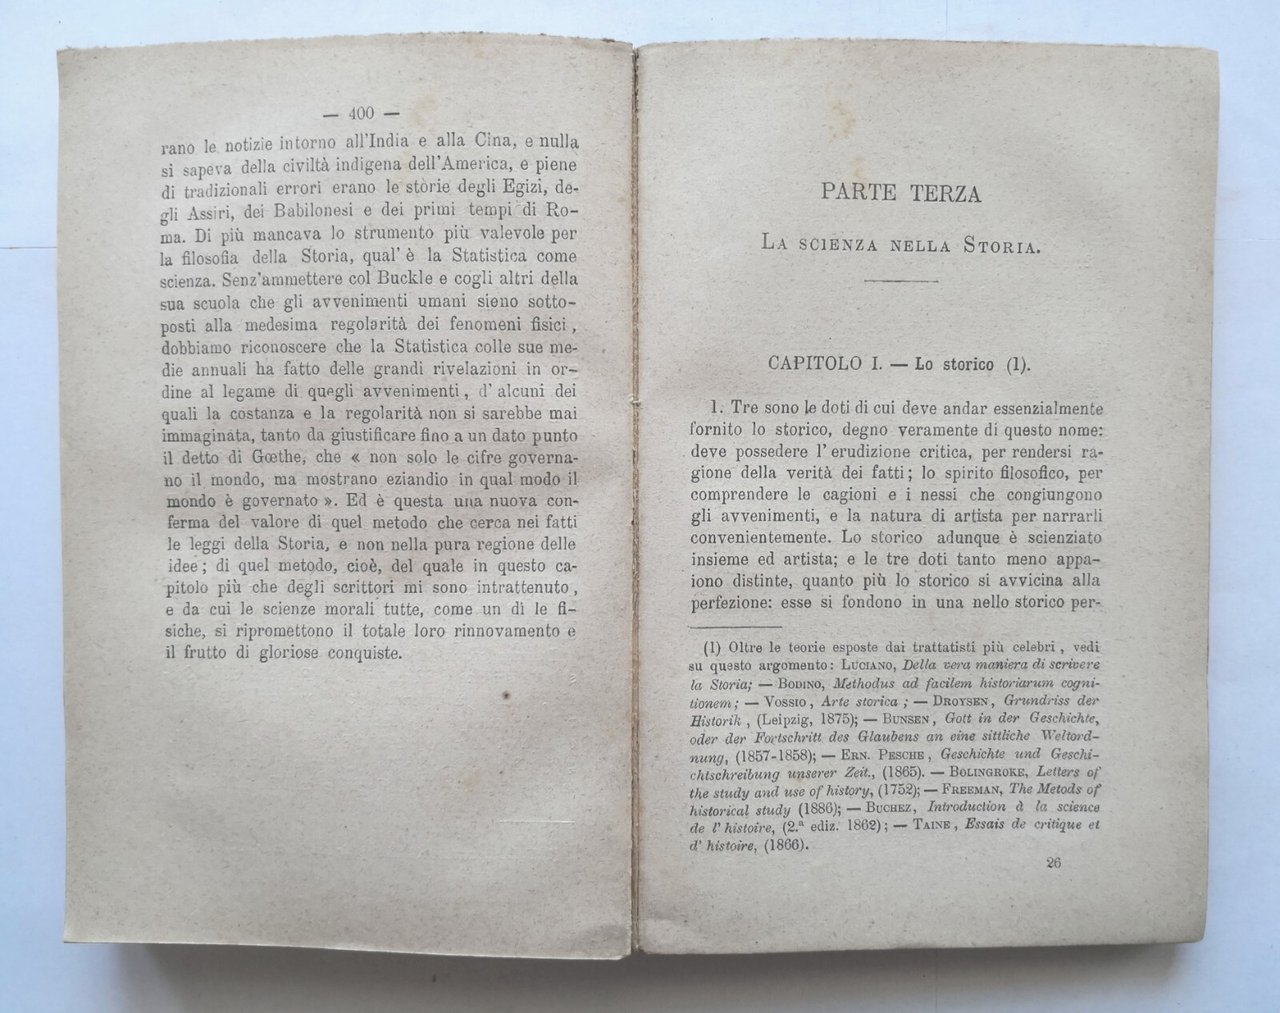 — 400 —
rano le notizie intorno all'India e alla Cina, e nulla
si sapeva della civiltà indigena dell'America, e piene
di tradizionali errori erano le storie degli Egizi, de-
gli Assiri, dei Babilonesi e dei primi tempi di Ro-
ma. Di più mancava lo strumento più valevole per
la filosofia della Storia, qual' è la Statistica come
scienza. Senz'ammettere col Buckle e cogli altri della
sua scuola che gli avvenimenti umani sieno sotto-
posti alla medesima regolarità dei fenomeni fisici,
dobbiamo riconoscere che la Statistica colle sue me-
die annuali ha fatto delle grandi rivelazioni in or-
dine al legame di quegli avvenimenti, d' alcuni dei
quali la costanza e la regolarità non si sarebbe mai
immaginata, tanto da giustificare fino a un dato punto
il detto di Gœthe, che « non solo le cifre governa-
no il mondo, ma mostrano eziandio in qual modo il
mondo è governato ». Ed è questa una nuova con-
ferma del valore di quel metodo che cerca nei fatti
le leggi della Storia, e non nella pura regione delle
idee; di quel metodo, cioè, del quale in questo ca-
pitolo più che degli scrittori mi sono intrattenuto,
e da cui le scienze morali tutte, come un dì le fi-
siche, si ripromettono il totale loro rinnovamento e
il frutto di gloriose conquiste.
PARTE TERZA
LA SCIENZA NELLA STORIA.
CAPITOLO I. — Lo storico (1).
1. Tre sono le doti di cui deve andar essenzialmente
fornito lo storico, degno veramente di questo nome:
deve possedere l' erudizione critica, per rendersi ra-
gione della verità dei fatti; lo spirito filosofico, per
comprendere le cagioni e i nessi che congiungono
gli avvenimenti, e la natura di artista per narrarli
convenientemente. Lo storico adunque è scienziato
insieme ed artista; e le tre doti tanto meno appa-
iono distinte, quanto più lo storico si avvicina alla
perfezione: esse si fondono in una nello storico per-
(1) Oltre le teorie esposte dai trattatisti più celebri, vedi
su questo argomento: LUCIANO, Della vera maniera di scrivere
la Storia; — BODINO, Methodus ad facilem historiarum cogni-
tionem; — VOSSIO, Arte storica; — DROYSEN, Grundriss der
Historik, (Leipzig, 1875); — BUNSEN, Gott in der Geschichte,
oder der Fortschritt des Glaubens an eine sittliche Weltord-
nung, (1857-1858); — ERN. PESCHE, Geschichte und Geschi-
chtschreibung unserer Zeit., (1865). — BOLINGROKE, Letters of
the study and use of history, (1752); — FREEMAN, The Metods of
historical study (1886); — BUCHEZ, Introduction à la science
de l' histoire, (2.ª ediz. 1862); — TAINE, Essais de critique et
d' histoire, (1866).
26